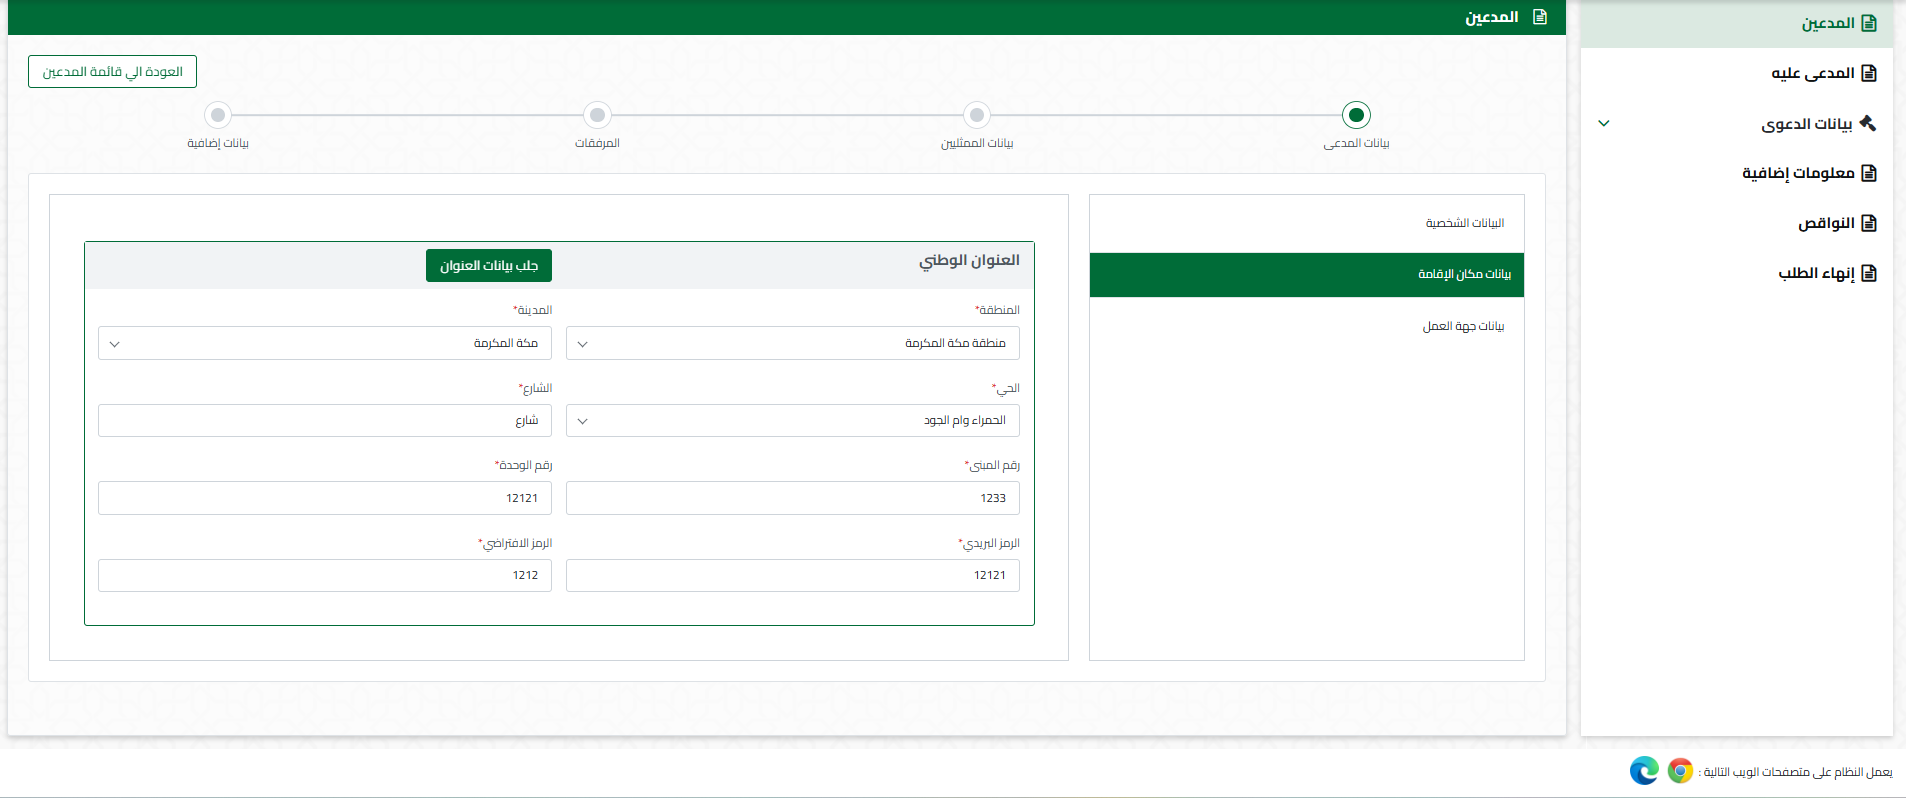 المدعين
المدعى عليه
بيانات الدعوى
معلومات إضافية
النواقص
إنهاء الطلب
المدعين
العودة الي قائمة المدعين
بيانات المدعى
بيانات الممثليين
المرفقات
بيانات إضافية
البيانات الشخصية
بيانات مكان الإقامة
بيانات جهة العمل
العنوان الوطني
جلب بيانات العنوان
المنطقة*
المدينة*
منطقة مكة المكرمة
مكة المكرمة
الحي*
الشارع*
الحمراء وام الجود
شارع
رقم المبنى*
رقم الوحدة*
1233
12121
الرمز البريدي*
الرمز الافتراضي*
12121
1212
يعمل النظام على متصفحات الويب التالية :